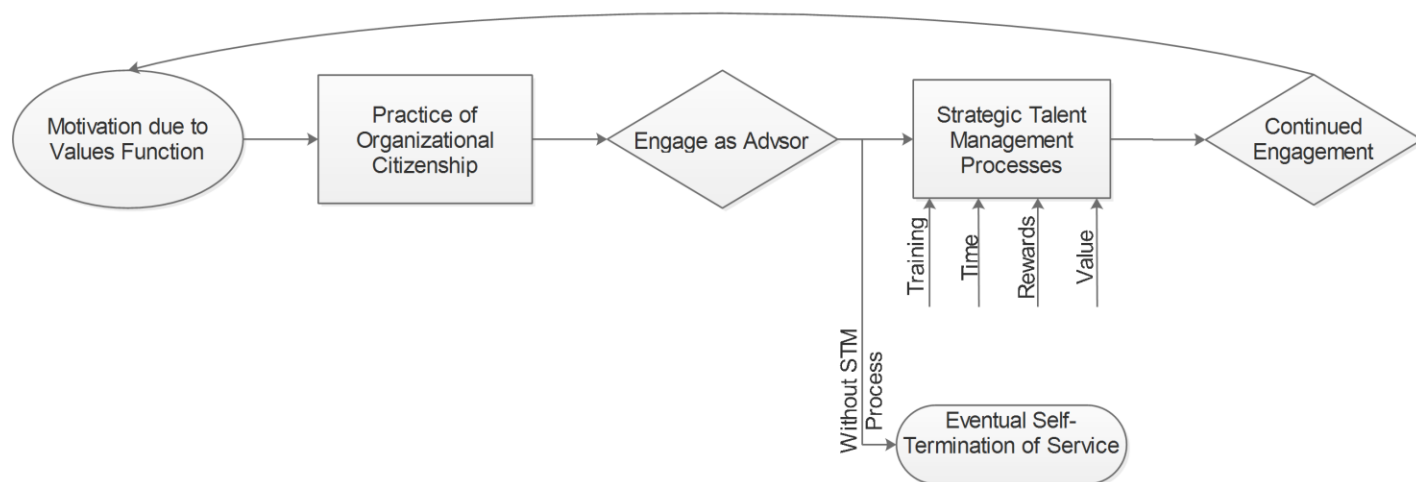 Motivation due to
Values Function
Practice of
Organizational
Citizenship
Engage as Advsor
Strategic Talent
Management
Processes
Continued
Engagement
Training
Time
Rewards
Value
Without STM
Process
Eventual Self-
Termination of Service